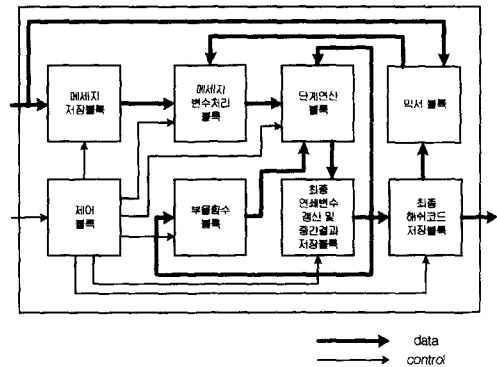 메세지
저장블록
메세지
변수처리
블록
단계연산
블록
믹서 블록
제어
블록
부울함수
블록
최종
연쇄변수
갱신 및
중간결과
저장블록
최종
해쉬코드
저장블록
data
control